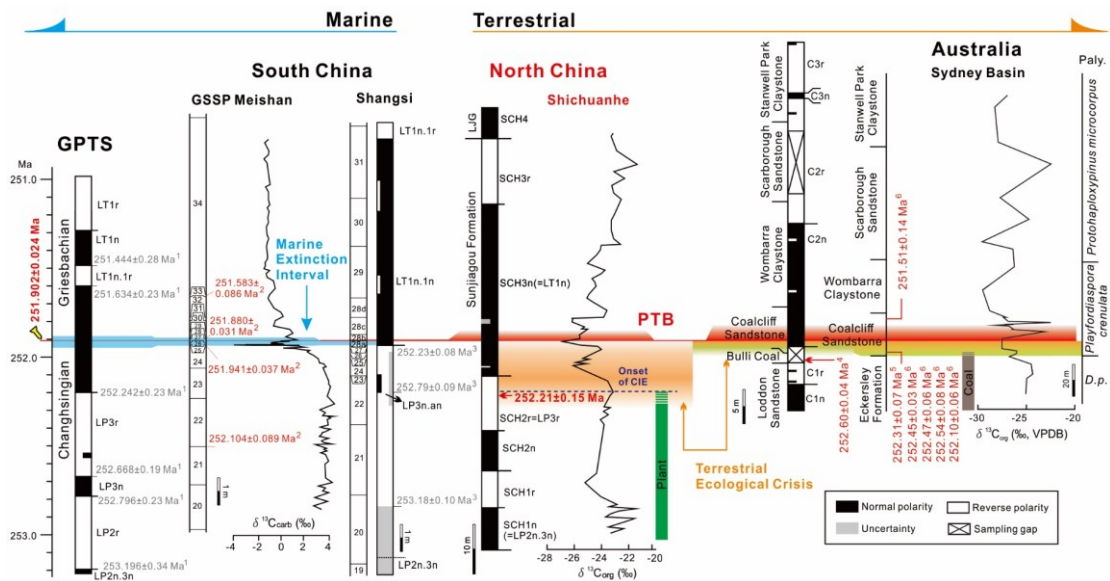 Marine
Terrestrial
South China
GSSP Meishan
Shangsi
North China
Shichuanhe
Australia
Sydney Basin
Paly.
GPTS
Ma
251.0
252.0
253.0
251.902±0.024 Ma
Griesbachian
Changhsingian
LT1r
LT1n
251.444±0.28 Ma1
LT1n.1r
251.634±0.23 Ma1
252.242±0.19 Ma1
LP3r
252.668±0.19 Ma1
LP3n
252.796±0.23 Ma1
LP2r
253.196±0.34 Ma1
LP2n.3n
34
33
32
31
30
24
23
22
21
20
251.583±
0.086 Ma2
251.880±
0.031 Ma2
251.941±0.037 Ma2
252.104±0.089 Ma2
Marine
Extinction
Interval
1 m
δ 13Ccarb (‰)
-4 -2 0 2 4
LT1n.1r
31
30
29
LT1n.1n
28d
28c
24
23
22
21
20
19
252.23±0.08 Ma3
252.79±0.09 Ma3
LP3n.an
253.18±0.10 Ma3
LP2n.3n
LJG
Sunjiagou Formation
SCH4
SCH3r
SCH3n(=LT1n)
252.21±0.15 Ma
SCH2r=LP3r
SCH2n
SCH1r
SCH1n
(=LP2n.3n)
10 m
PTB
Onset
of CIE
Plant
-28 -26 -24 -22 -20 -19
δ 13Corg (‰)
Terrestrial
Ecological Crisis
Stanwell Park
Claystone
Scarborough
Sandstone
Wombarra
Claystone
Coalcliff
Sandstone
Bulli Coal
Loddon
Sandstone
5 m
C3r
C3n
C2r
C2n
C1r
C1n
252.60±0.04 Ma4
Stanwell Park
Claystone
Scarborough
Sandstone
Wombarra
Claystone
Coalcliff
Sandstone
Eckersley
Formation
251.51±0.14 Ma6
252.31±0.07 Ma5
252.45±0.03 Ma6
252.47±0.06 Ma6
252.54±0.08 Ma6
252.10±0.06 Ma6
Coal
20 m
-30 -25 -20
δ 13Corg (‰, VPDB)
Protohaploxypinus microcorpus
Playfordiaspora
crenulata
D.p.
Normal polarity
Reverse polarity
Uncertainty
Sampling gap